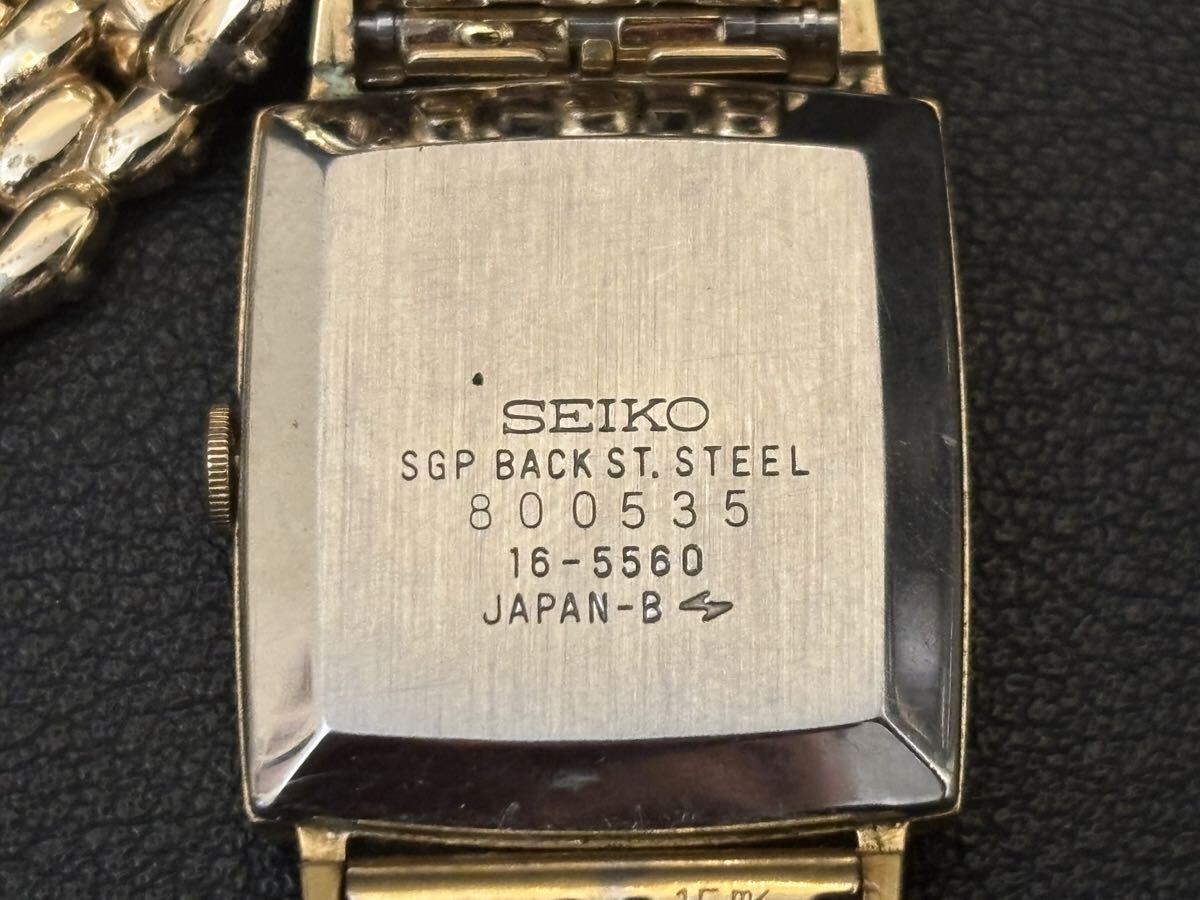 SEIKO
SGP BACK ST. STEEL
800535
16-5560
JAPAN-B